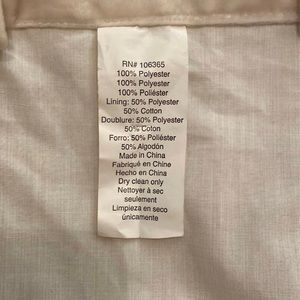 RN# 106365
100% Polyester
100% Polyester
100% Poliéster
Lining: 50% Polyester
50% Cotton
Doublure: 50% Polyester
50% Coton
Forro: 50% Poliéster
50% Algodón
Made in China
Fabriqué en Chine
Hecho en China
Dry clean only
Nettoyer à sec
seulement
Limpieza en seco
únicamente